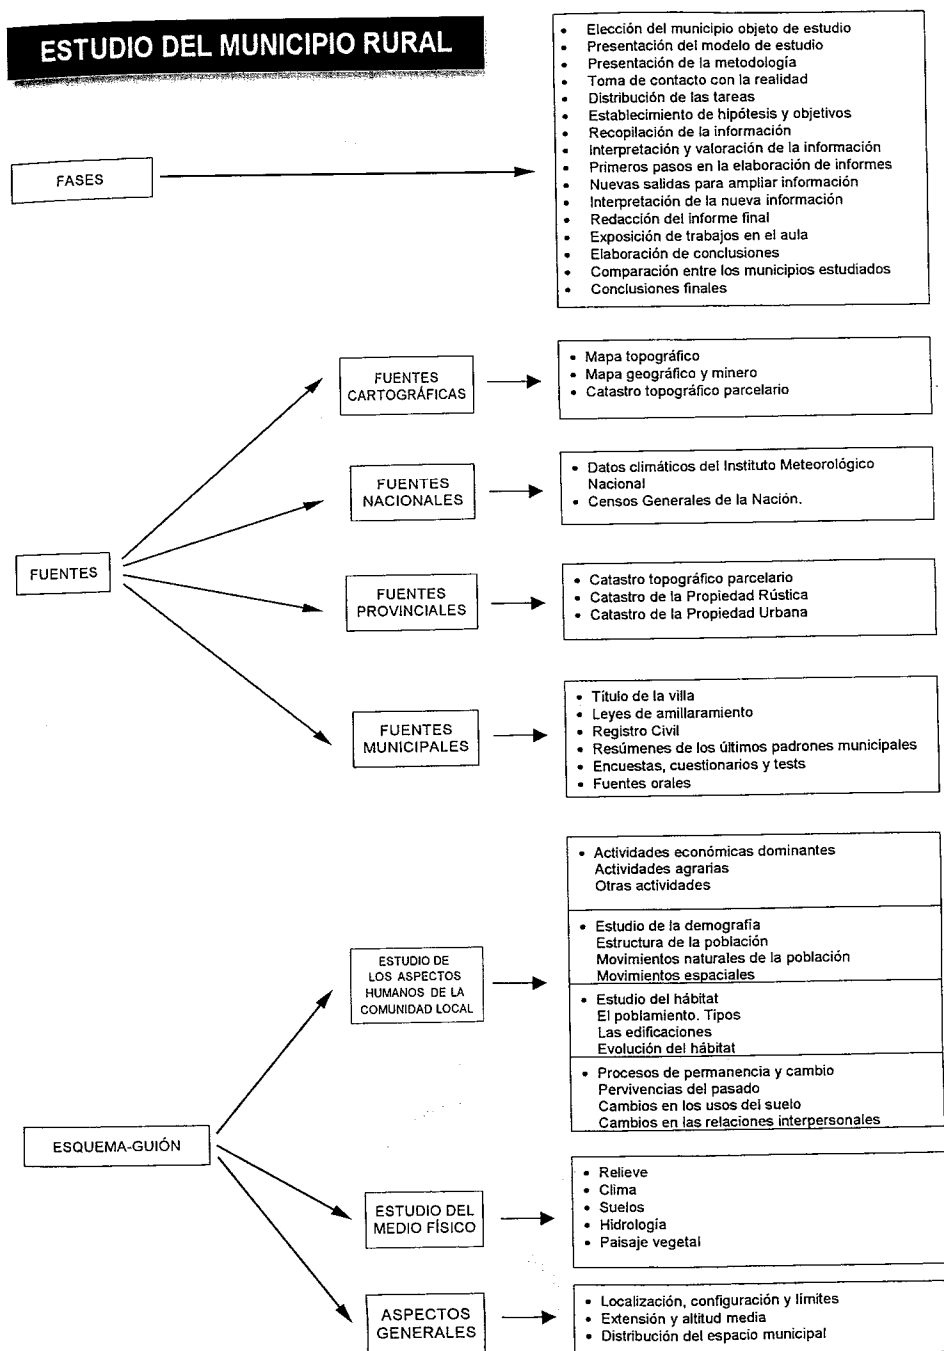 ESTUDIO DEL MUNICIPIO RURAL
FASES
• Elección del municipio objeto de estudio
• Presentación del modelo de estudio
• Presentación de la metodología
• Toma de contacto con la realidad
• Distribución de las tareas
• Establecimiento de hipótesis y objetivos
• Recopilación de la información
• Interpretación y valoración de la información
• Primeros pasos en la elaboración de informes
• Nuevas salidas para ampliar información
• Interpretación de la nueva información
• Redacción del informe final
• Exposición de trabajos en el aula
• Elaboración de conclusiones
• Comparación entre los municipios estudiados
• Conclusiones finales
FUENTES
FUENTES
CARTOGRÁFICAS
• Mapa topográfico
• Mapa geográfico y minero
• Catastro topográfico parcelario
FUENTES
NACIONALES
• Datos climáticos del Instituto Meteorológico
Nacional
• Censos Generales de la Nación.
FUENTES
PROVINCIALES
• Catastro topográfico parcelario
• Catastro de la Propiedad Rústica
• Catastro de la Propiedad Urbana
FUENTES
MUNICIPALES
• Título de la villa
• Leyes de amillaramiento
• Registro Civil
• Resúmenes de los últimos padrones municipales
• Encuestas, cuestionarios y tests
• Fuentes orales
ESQUEMA-GUIÓN
ESTUDIO DE
LOS ASPECTOS
HUMANOS DE LA
COMUNIDAD LOCAL
• Actividades económicas dominantes
Actividades agrarias
Otras actividades
• Estudio de la demografía
Estructura de la población
Movimientos naturales de la población
Movimientos espaciales
• Estudio del hábitat
El poblamiento. Tipos
Las edificaciones
Evolución del hábitat
• Procesos de permanencia y cambio
Pervivencias del pasado
Cambios en los usos del suelo
Cambios en las relaciones interpersonales
ESTUDIO DEL
MEDIO FÍSICO
• Relieve
• Clima
• Suelos
• Hidrología
• Paisaje vegetal
ASPECTOS
GENERALES
• Localización, configuración y límites
• Extensión y altitud media
• Distribución del espacio municipal